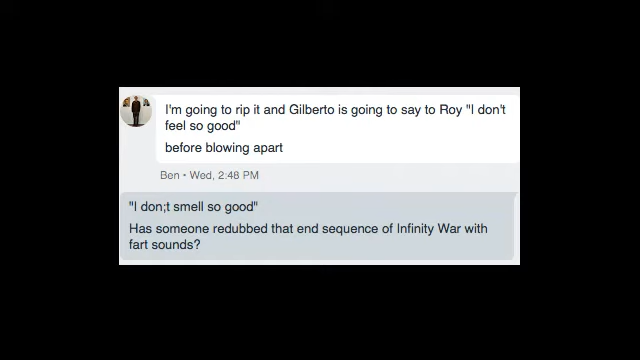 I'm going to rip it and Gilberto is going to say to Roy "I don't
feel so good"
before blowing apart
Ben • Wed, 2:48 PM
"I don;t smell so good"
Has someone redubbed that end sequence of Infinity War with
fart sounds?